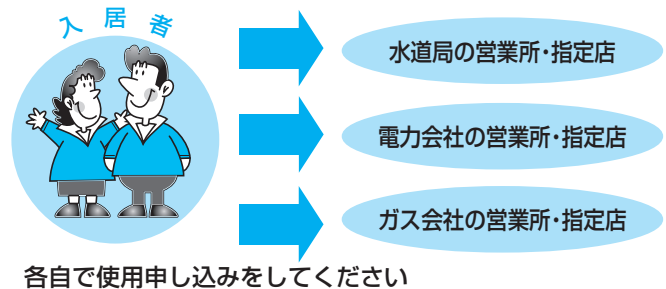 入居者
水道局の営業所・指定店
電力会社の営業所・指定店
ガス会社の営業所・指定店
各自で使用申し込みをしてください